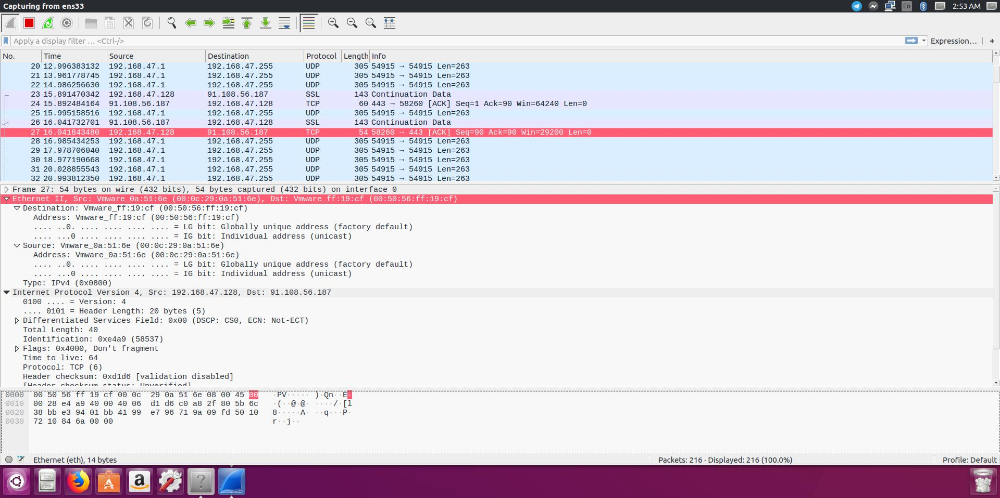 Capturing from ens33
En
2:53 AM
Apply a display filter … <Ctrl-/>
Expression…
+
No. Time Source Destination Protocol Length Info
20 12.996383132 192.168.47.1 192.168.47.255 UDP 305 54915 → 54915 Len=263
21 13.961778745 192.168.47.1 192.168.47.255 UDP 305 54915 → 54915 Len=263
22 14.986256630 192.168.47.1 192.168.47.255 UDP 305 54915 → 54915 Len=263
23 15.891470342 192.168.47.128 91.108.56.187 SSL 143 Continuation Data
24 15.892484164 91.108.56.187 192.168.47.128 TCP 60 443 → 58260 [ACK] Seq=1 Ack=90 Win=64240 Len=0
25 15.995158516 192.168.47.1 192.168.47.255 UDP 305 54915 → 54915 Len=263
26 16.041732701 91.108.56.187 192.168.47.128 SSL 143 Continuation Data
27 16.041843480 192.168.47.128 91.108.56.187 TCP 54 58260 → 443 [ACK] Seq=90 Ack=90 Win=29200 Len=0
28 16.985434253 192.168.47.1 192.168.47.255 UDP 305 54915 → 54915 Len=263
29 17.978706040 192.168.47.1 192.168.47.255 UDP 305 54915 → 54915 Len=263
30 18.977190668 192.168.47.1 192.168.47.255 UDP 305 54915 → 54915 Len=263
31 20.028855543 192.168.47.1 192.168.47.255 UDP 305 54915 → 54915 Len=263
32 20.993812350 192.168.47.1 192.168.47.255 UDP 305 54915 → 54915 Len=263
Frame 27: 54 bytes on wire (432 bits), 54 bytes captured (432 bits) on interface 0
Ethernet II, Src: Vmware_0a:51:6e (00:0c:29:0a:51:6e), Dst: Vmware_ff:19:cf (00:50:56:ff:19:cf)
Destination: Vmware_ff:19:cf (00:50:56:ff:19:cf)
Address: Vmware_ff:19:cf (00:50:56:ff:19:cf)
.... ..0. .... .... .... .... = LG bit: Globally unique address (factory default)
.... ...0 .... .... .... .... = IG bit: Individual address (unicast)
Source: Vmware_0a:51:6e (00:0c:29:0a:51:6e)
Address: Vmware_0a:51:6e (00:0c:29:0a:51:6e)
.... ..0. .... .... .... .... = LG bit: Globally unique address (factory default)
.... ...0 .... .... .... .... = IG bit: Individual address (unicast)
Type: IPv4 (0x0800)
Internet Protocol Version 4, Src: 192.168.47.128, Dst: 91.108.56.187
0100 .... = Version: 4
.... 0101 = Header Length: 20 bytes (5)
Differentiated Services Field: 0x00 (DSCP: CS0, ECN: Not-ECT)
Total Length: 40
Identification: 0xe4a9 (58537)
Flags: 0x4000, Don't fragment
Time to live: 64
Protocol: TCP (6)
Header checksum: 0xd1d6 [validation disabled]
[Header checksum status: Unverified]
0000 00 50 56 ff 19 cf 00 0c 29 0a 51 6e 08 00 45 00 ·PV····· )·Qn··E·
0010 00 28 e4 a9 40 00 40 06 d1 d6 c0 a8 2f 80 5b 6c ·(··@·@· ····/·[l
0020 38 bb e3 94 01 bb 41 99 e7 96 71 9a 09 fd 50 10 8·····A· ··q···P·
0030 72 10 84 6a 00 00 r··j··
Ethernet (eth), 14 bytes
Packets: 216 · Displayed: 216 (100.0%)
Profile: Default